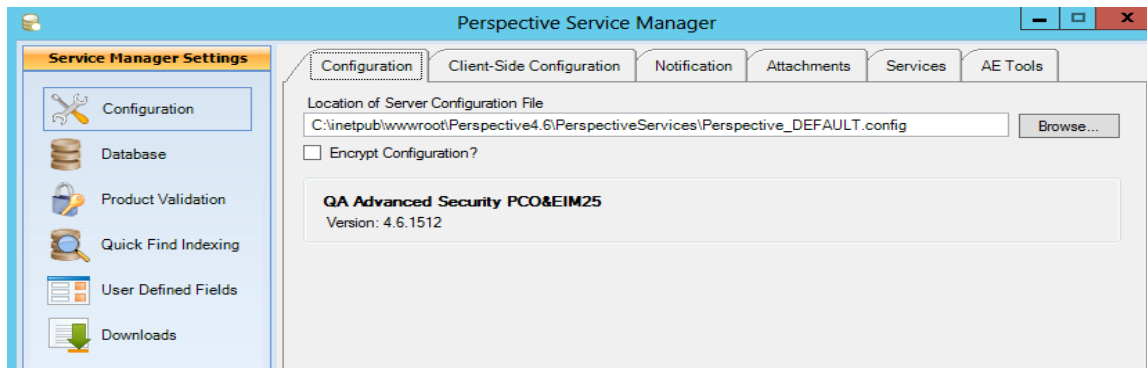 Perspective Service Manager
Service Manager Settings
Configuration
Database
Product Validation
Quick Find Indexing
User Defined Fields
Downloads
Configuration Client-Side Configuration Notification Attachments Services AE Tools
Location of Server Configuration File
C:\inetpub\wwwroot\Perspective4.6\PerspectiveServices\Perspective_DEFAULT.config Browse...
Encrypt Configuration?
QA Advanced Security PCO&EIM25
Version: 4.6.1512